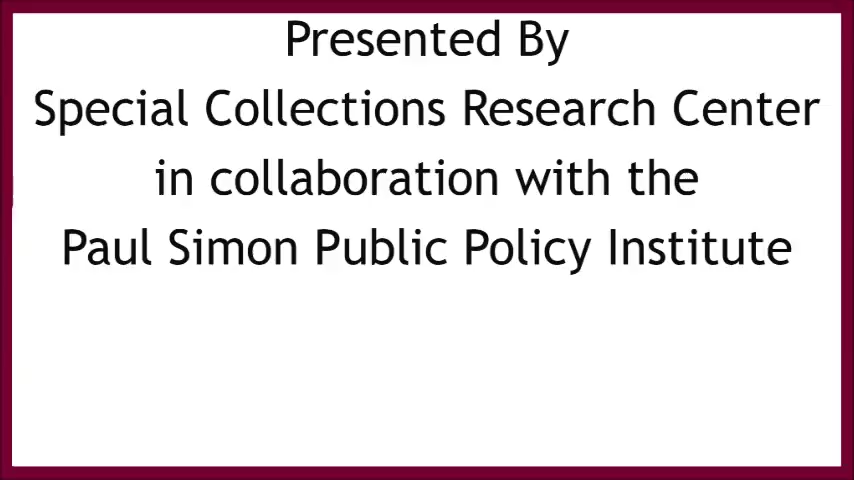 Presented By
Special Collections Research Center
in collaboration with the
Paul Simon Public Policy Institute